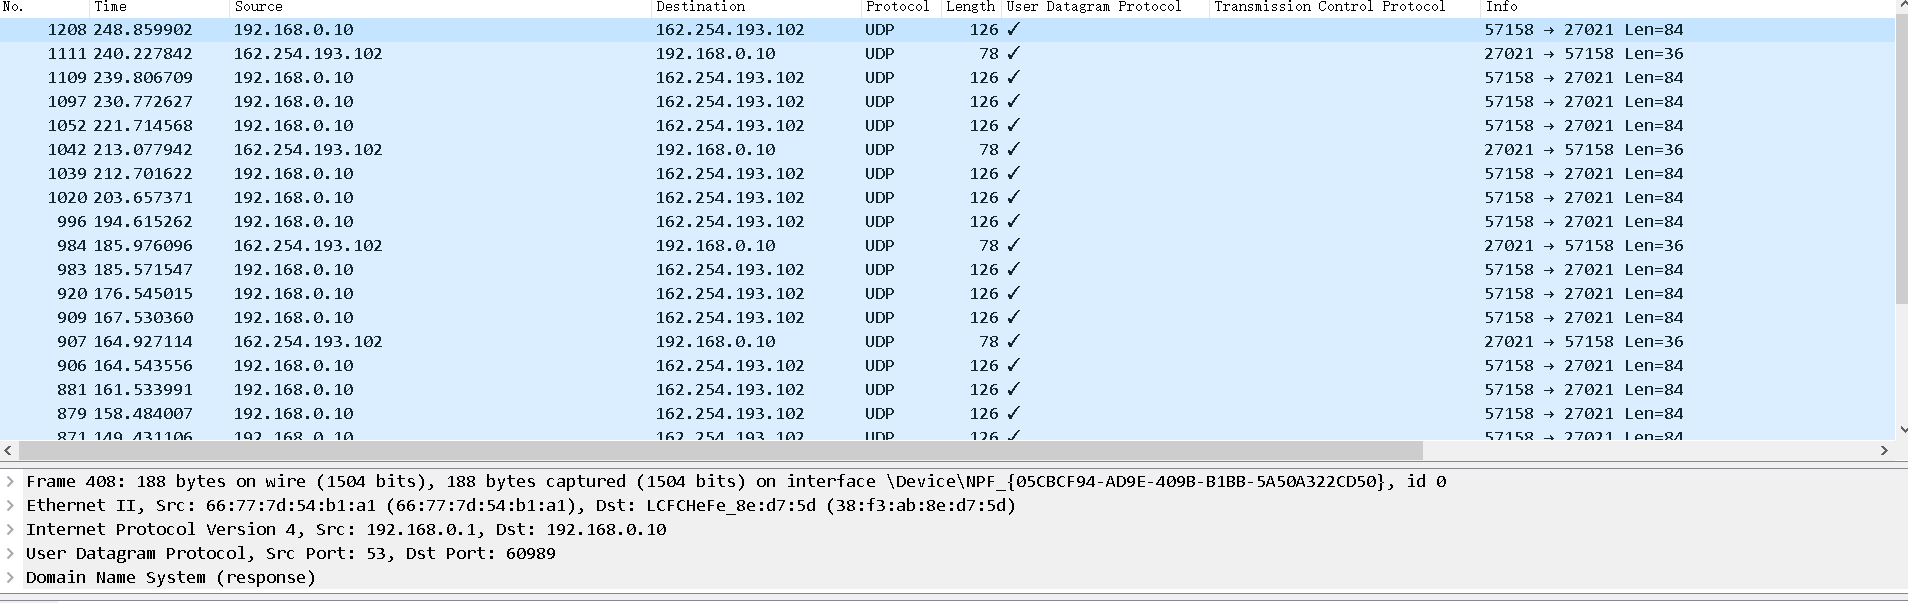 No. Time Source Destination Protocol Length User Datagram Protocol Transmission Control Protocol Info
1208 248.859902 192.168.0.10 162.254.193.102 UDP 126 ✓ 57158 → 27021 Len=84
1111 240.227842 162.254.193.102 192.168.0.10 UDP 78 ✓ 27021 → 57158 Len=36
1109 239.806709 192.168.0.10 162.254.193.102 UDP 126 ✓ 57158 → 27021 Len=84
1097 230.772627 192.168.0.10 162.254.193.102 UDP 126 ✓ 57158 → 27021 Len=84
1052 221.714568 192.168.0.10 162.254.193.102 UDP 126 ✓ 57158 → 27021 Len=84
1042 213.077942 162.254.193.102 192.168.0.10 UDP 78 ✓ 27021 → 57158 Len=36
1039 212.701622 192.168.0.10 162.254.193.102 UDP 126 ✓ 57158 → 27021 Len=84
1020 203.657371 192.168.0.10 162.254.193.102 UDP 126 ✓ 57158 → 27021 Len=84
996 194.615262 192.168.0.10 162.254.193.102 UDP 126 ✓ 57158 → 27021 Len=84
984 185.976096 162.254.193.102 192.168.0.10 UDP 78 ✓ 27021 → 57158 Len=36
983 185.571547 192.168.0.10 162.254.193.102 UDP 126 ✓ 57158 → 27021 Len=84
920 176.545015 192.168.0.10 162.254.193.102 UDP 126 ✓ 57158 → 27021 Len=84
909 167.530360 192.168.0.10 162.254.193.102 UDP 126 ✓ 57158 → 27021 Len=84
907 164.927114 162.254.193.102 192.168.0.10 UDP 78 ✓ 27021 → 57158 Len=36
906 164.543556 192.168.0.10 162.254.193.102 UDP 126 ✓ 57158 → 27021 Len=84
881 161.533991 192.168.0.10 162.254.193.102 UDP 126 ✓ 57158 → 27021 Len=84
879 158.484007 192.168.0.10 162.254.193.102 UDP 126 ✓ 57158 → 27021 Len=84
871 149.431106 192.168.0.10 162.254.193.102 UDP 126 ✓ 57158 → 27021 Len=84
Frame 408: 188 bytes on wire (1504 bits), 188 bytes captured (1504 bits) on interface \Device\NPF_{05CBCF94-AD9E-409B-B1BB-5A50A322CD50}, id 0
Ethernet II, Src: 66:77:7d:54:b1:a1 (66:77:7d:54:b1:a1), Dst: LCFCHeFe_8e:d7:5d (38:f3:ab:8e:d7:5d)
Internet Protocol Version 4, Src: 192.168.0.1, Dst: 192.168.0.10
User Datagram Protocol, Src Port: 53, Dst Port: 60989
Domain Name System (response)